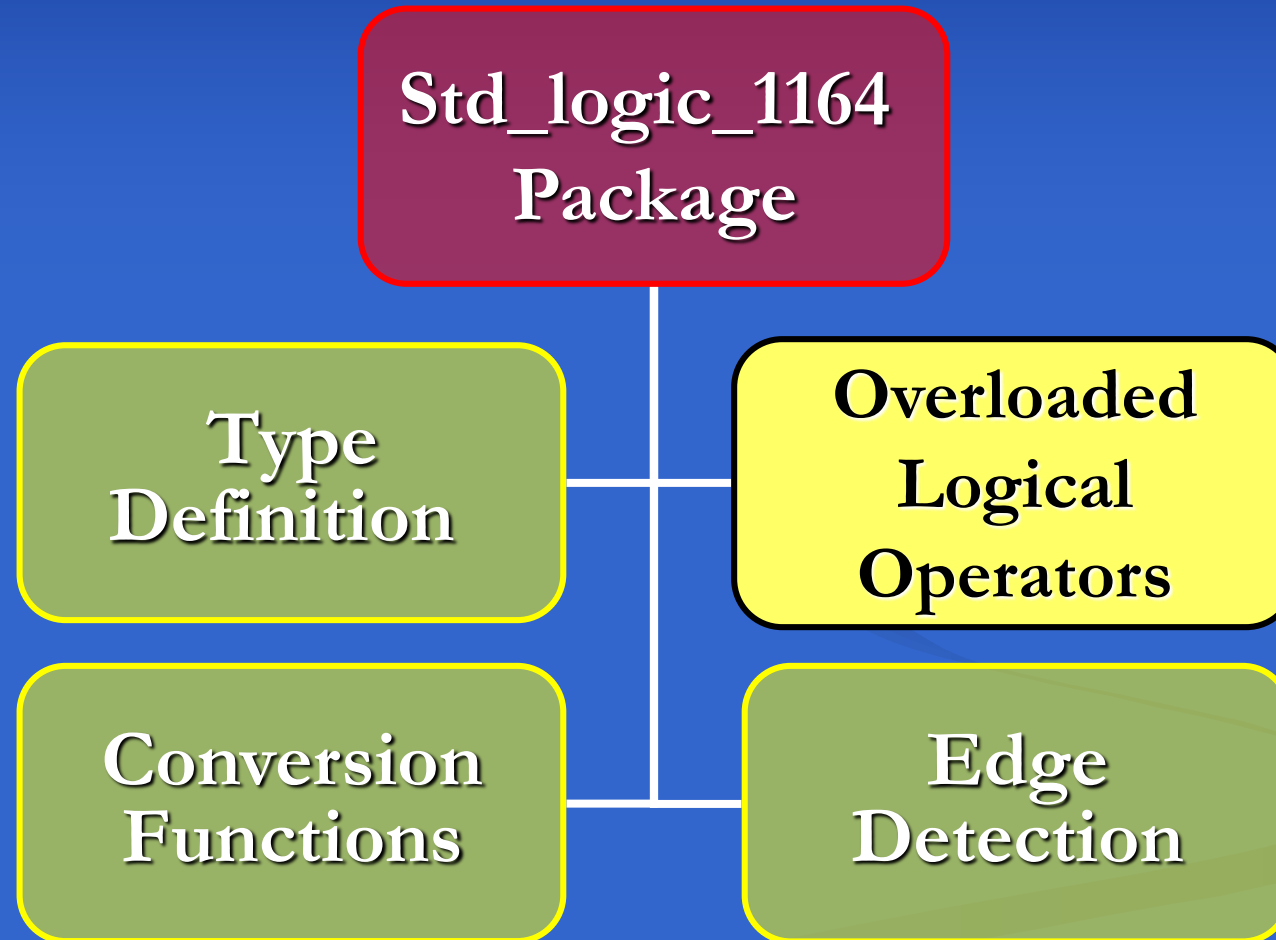 Std_logic_1164
Package
Type
Definition
Overloaded
Logical
Operators
Conversion
Functions
Edge
Detection